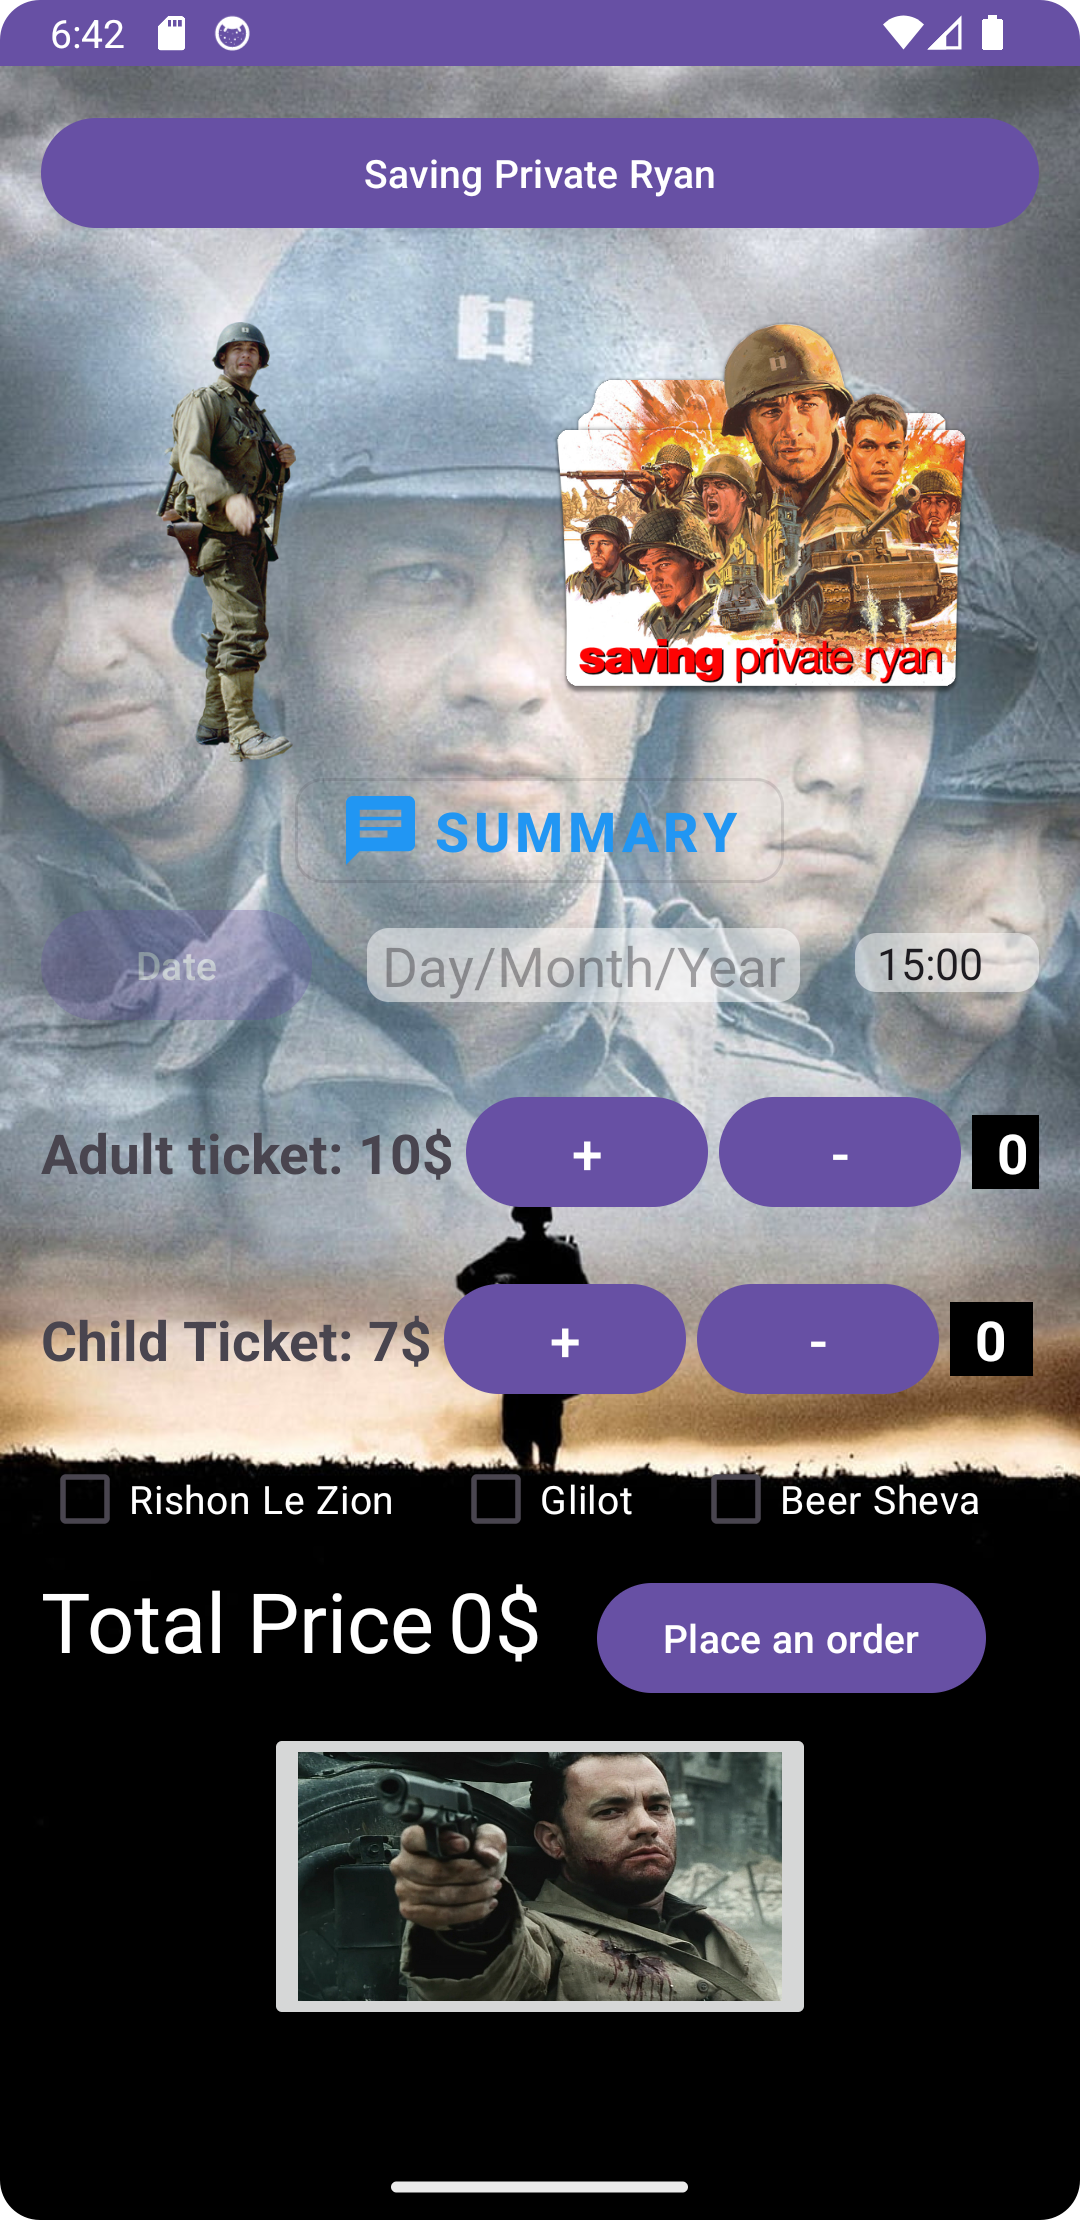 6:42
Saving Private Ryan
saving private ryan
SUMMARY
Date Day/Month/Year 15:00
Adult ticket: 10$ + - 0
Child Ticket: 7$ + - 0
Rishon Le Zion Glilot Beer Sheva
Total Price 0$ Place an order